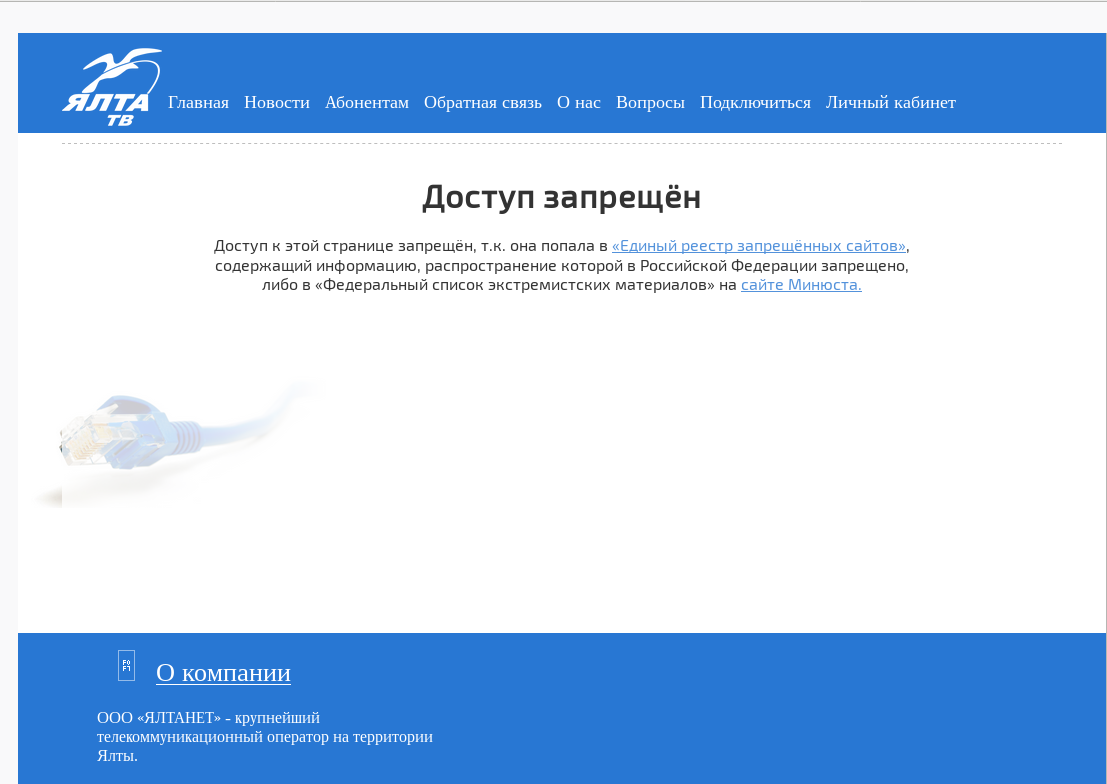 ЯЛТА
ТВ
Главная Новости Абонентам Обратная связь О нас Вопросы Подключиться Личный кабинет
Доступ запрещён
Доступ к этой странице запрещён, т.к. она попала в «Единый реестр запрещённых сайтов»,
содержащий информацию, распространение которой в Российской Федерации запрещено,
либо в «Федеральный список экстремистских материалов» на сайте Минюста.
О компании
ООО «ЯЛТАНЕТ» - крупнейший
телекоммуникационный оператор на территории
Ялты.